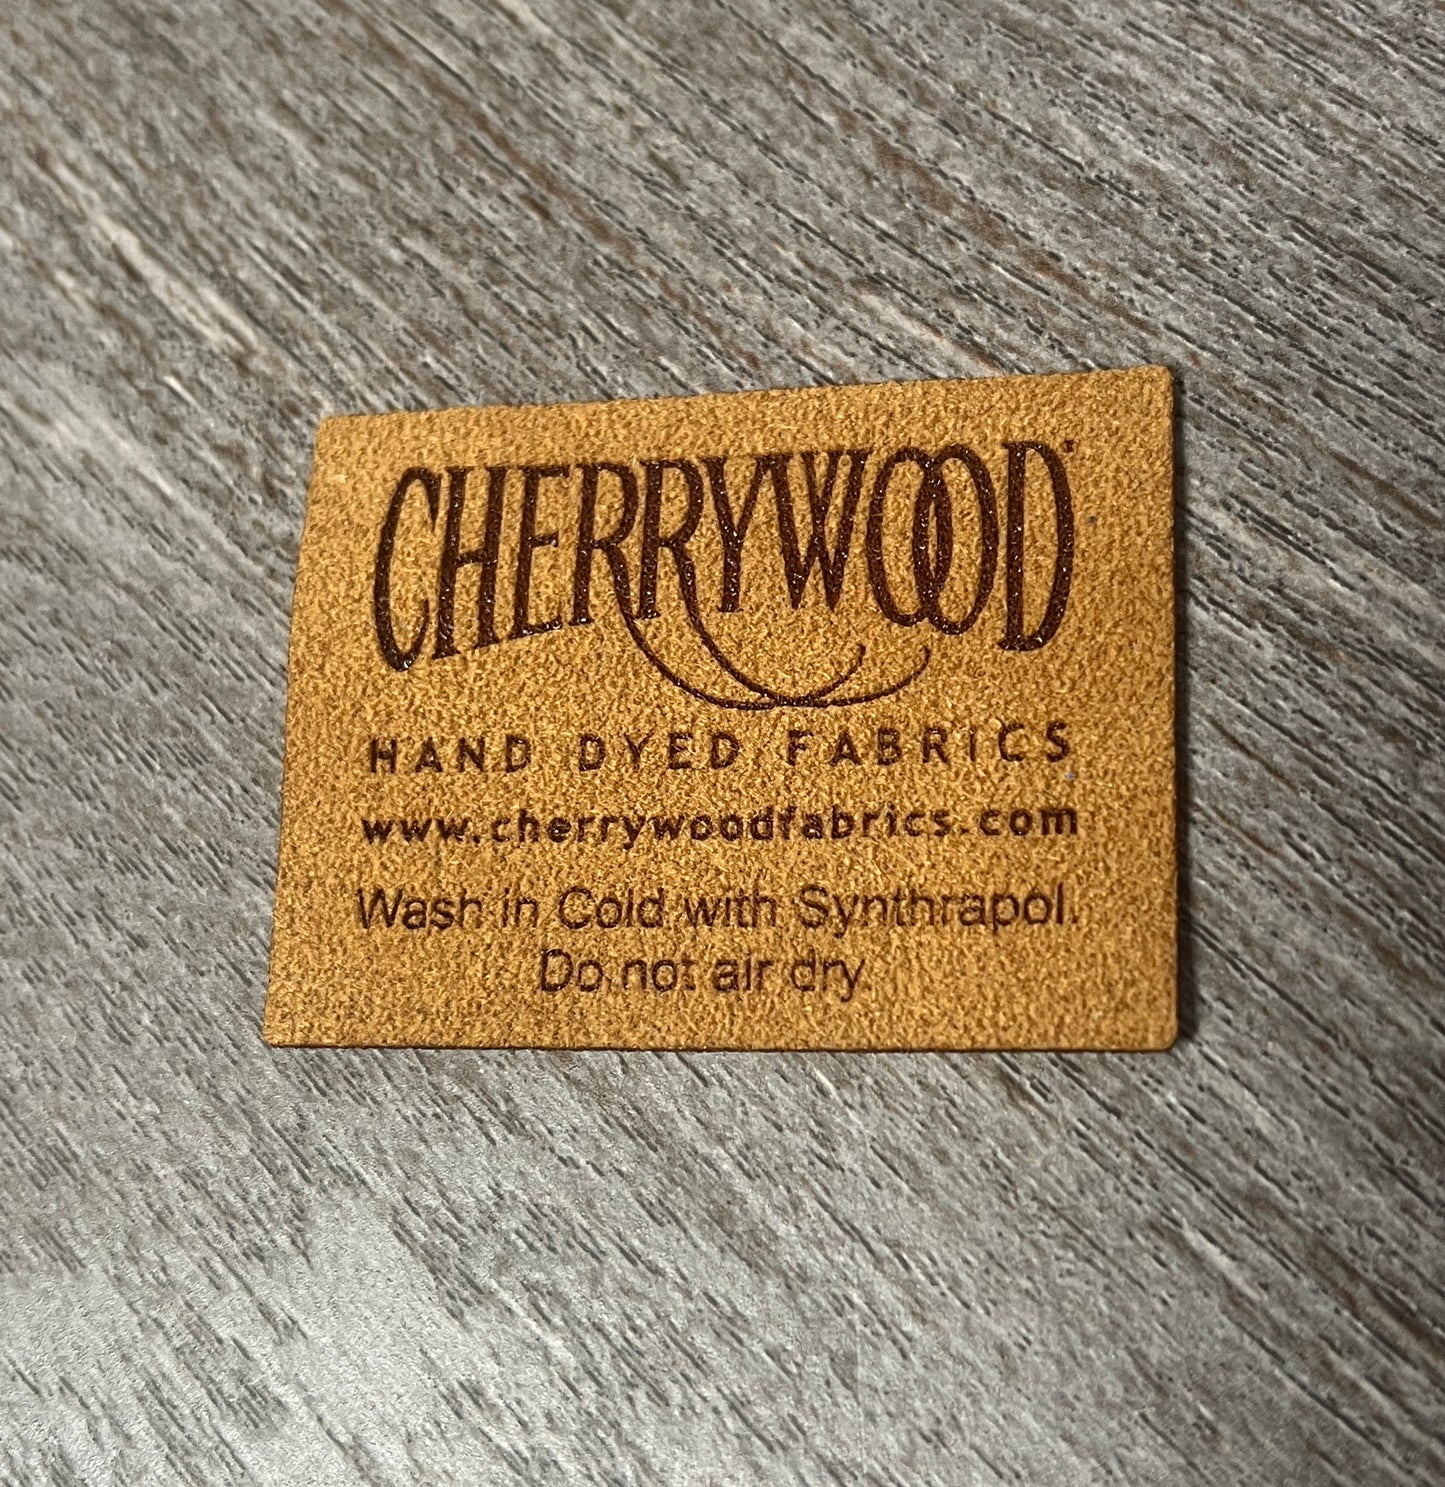 CHERRYWOOD
HAND DYED FABRICS
www.cherrywoodfabrics.com
Wash in Cold with Synthrapol.
Do not air dry.